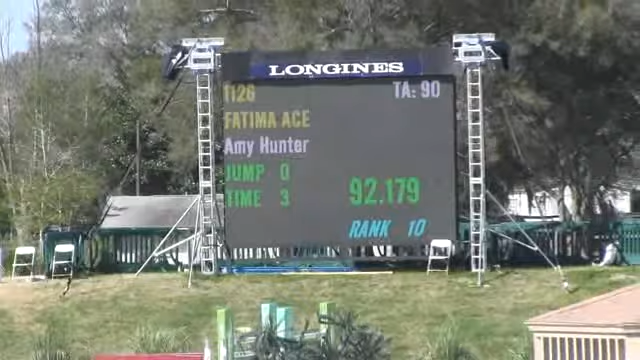 LONGINES
1126 TA: 90
FATIMA ACE
Amy Hunter
JUMP 0
TIME 3 92.179
RANK 10